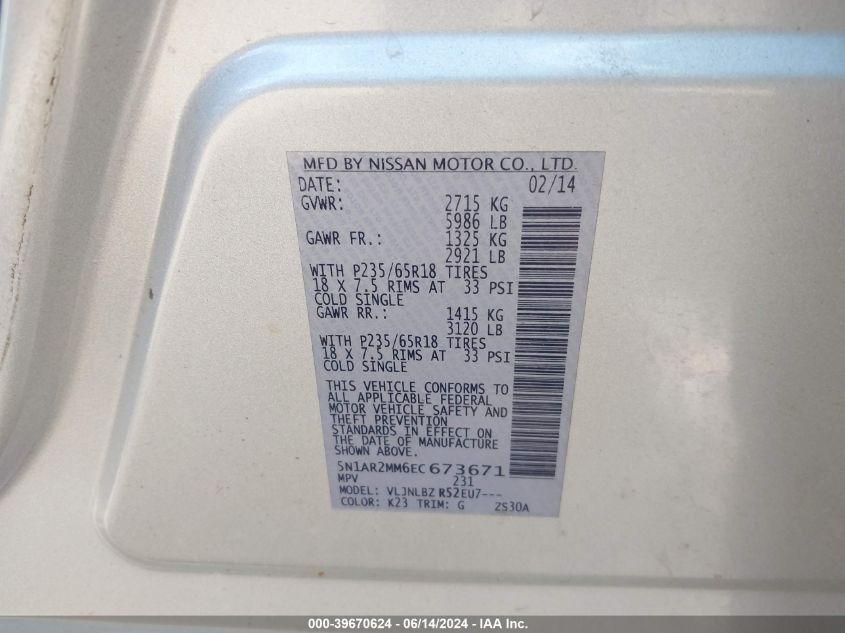 MFD BY NISSAN MOTOR CO., LTD.
DATE: 02/14
GVWR: 2715 KG
5986 LB
GAWR FR.: 1325 KG
2921 LB
WITH P235/65R18 TIRES
18 X 7.5 RIMS AT 33 PSI
COLD SINGLE
GAWR RR.: 1415 KG
3120 LB
WITH P235/65R18 TIRES
18 X 7.5 RIMS AT 33 PSI
COLD SINGLE
THIS VEHICLE CONFORMS TO
ALL APPLICABLE FEDERAL
MOTOR VEHICLE SAFETY AND
THEFT PREVENTION
STANDARDS IN EFFECT ON
THE DATE OF MANUFACTURE
SHOWN ABOVE.
5N1AR2MM6EC673671
MPV 231
MODEL: VLJNLBZ R52EU7---
COLOR: K23 TRIM: G ZS30A
000-39670624 - 06/14/2024 - IAA Inc.